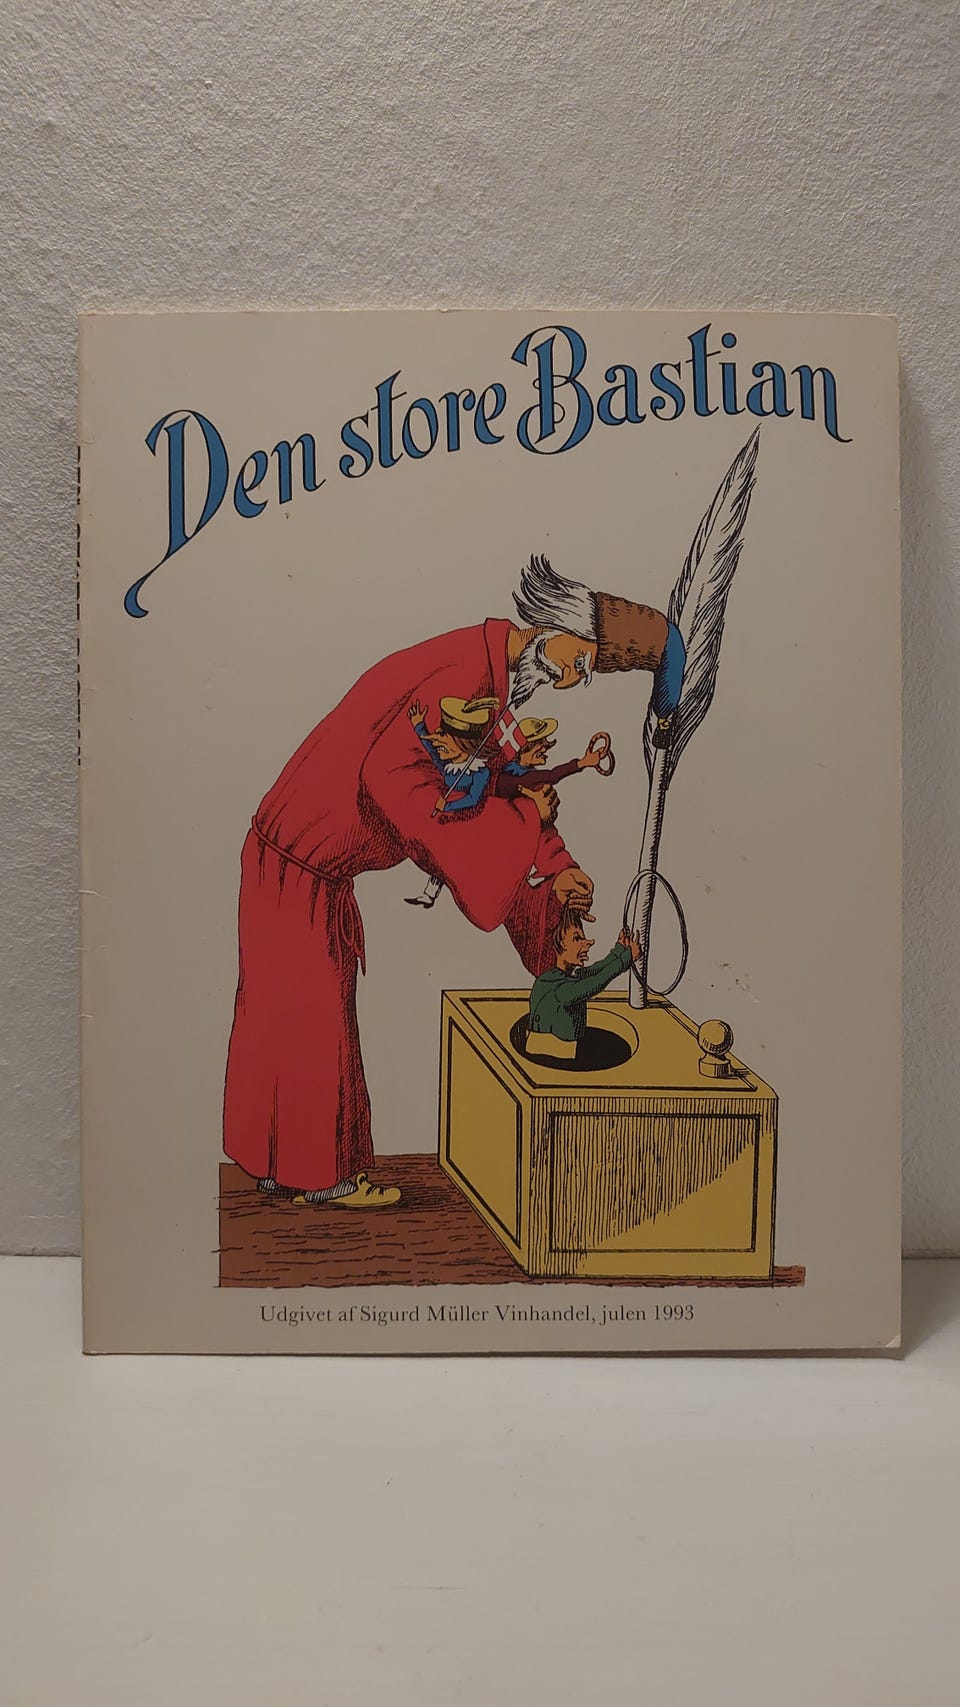 Den store Bastian
Udgivet af Sigurd Müller Vinhandel, julen 1993